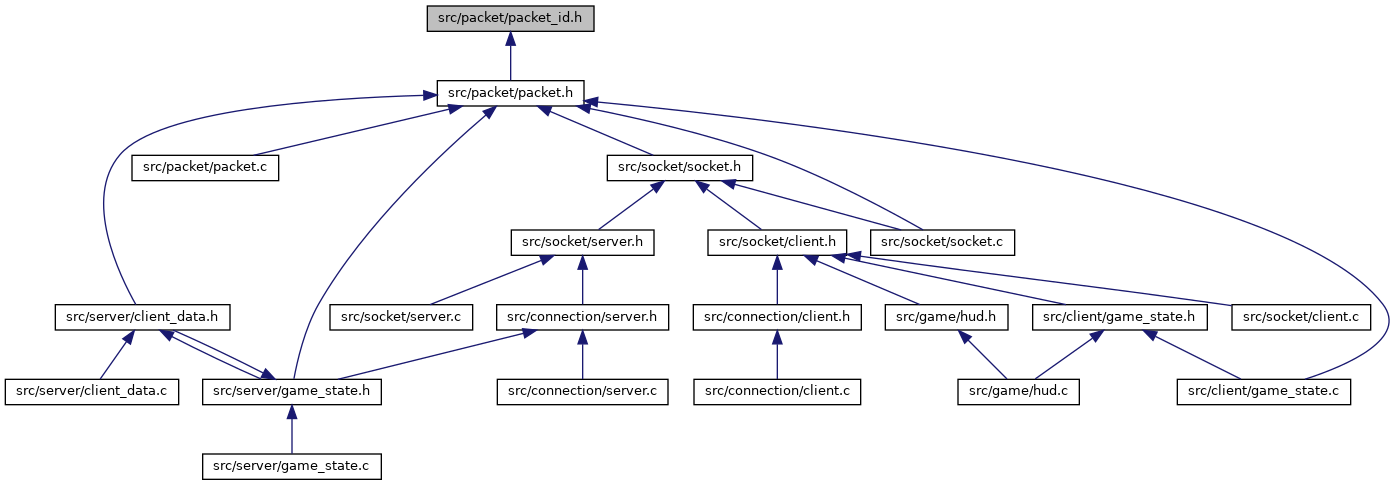 src/packet/packet_id.h
src/packet/packet.h
src/packet/packet.c
src/socket/socket.h
src/socket/server.h
src/socket/client.h
src/socket/socket.c
src/server/client_data.h
src/socket/server.c
src/connection/server.h
src/connection/client.h
src/game/hud.h
src/client/game_state.h
src/socket/client.c
src/server/client_data.c
src/server/game_state.h
src/connection/server.c
src/connection/client.c
src/game/hud.c
src/client/game_state.c
src/server/game_state.c